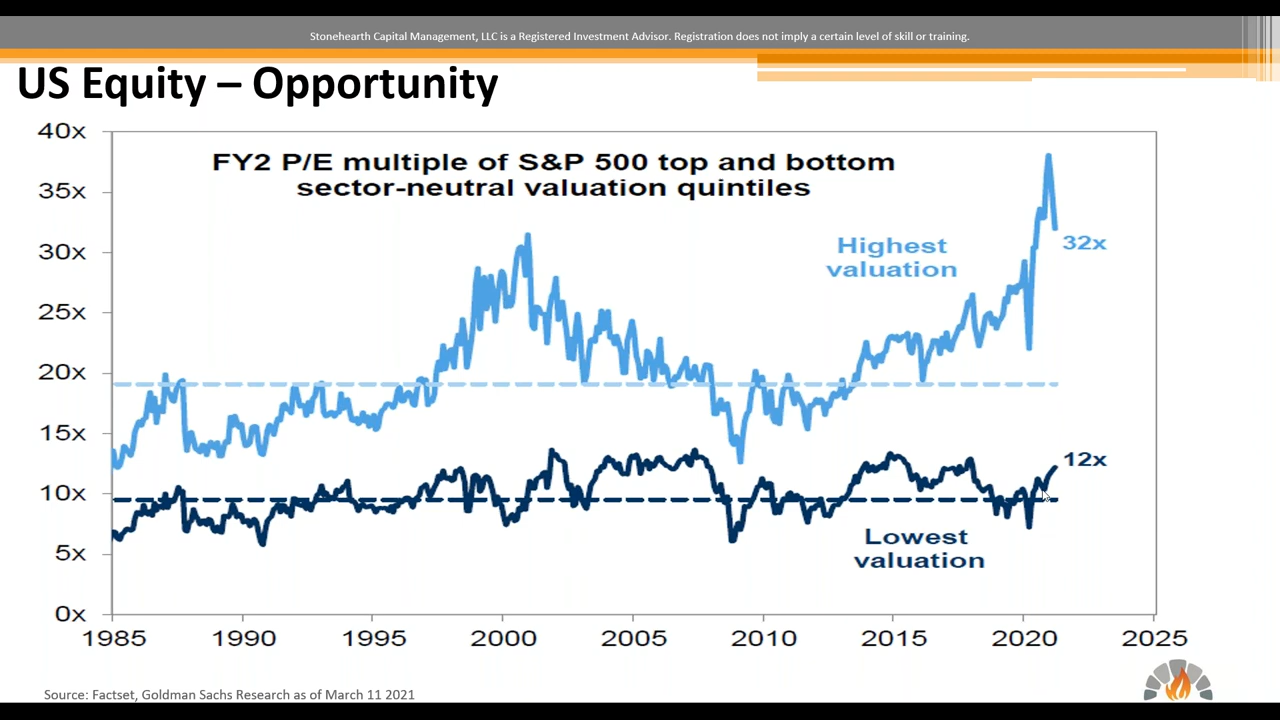 Stonehearth Capital Management, LLC is a Registered Investment Advisor. Registration does not imply a certain level of skill or training.
US Equity – Opportunity
FY2 P/E multiple of S&P 500 top and bottom
sector-neutral valuation quintiles
40x
35x
30x
25x
20x
15x
10x
5x
0x
Highest
valuation
32x
12x
Lowest
valuation
1985
1990
1995
2000
2005
2010
2015
2020
2025
Source: Factset, Goldman Sachs Research as of March 11 2021